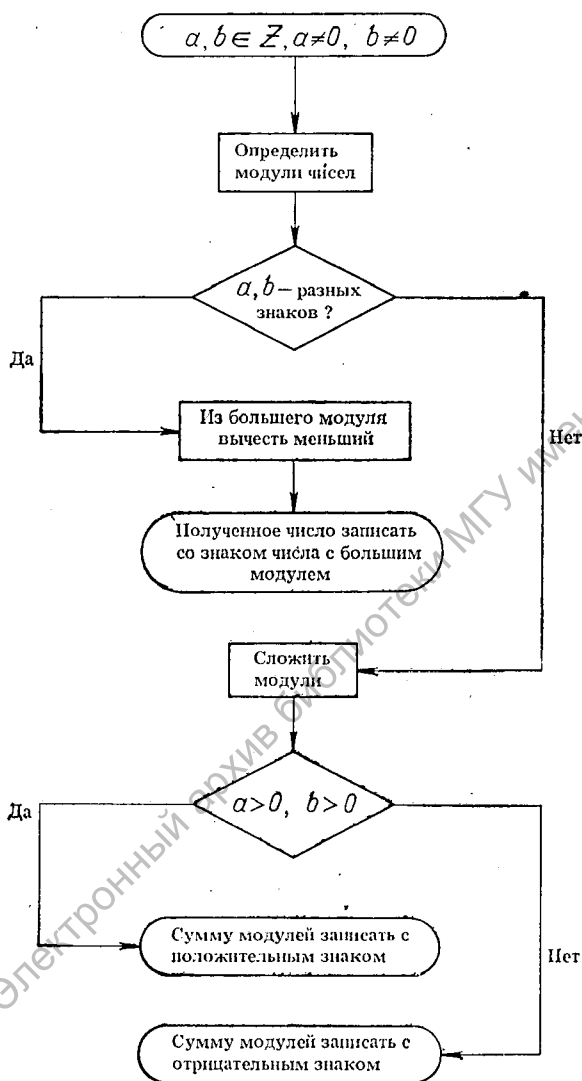 a, b ∈ Z, a≠0, b≠0
Определить
модули чисел
a, b — разных
знаков ?
Да
Из большего модуля
вычесть меньший
Нет
Полученное число записать
со знаком числа с большим
модулем
Сложить
модули
a>0, b>0
Да
Сумму модулей записать с
положительным знаком
Нет
Сумму модулей записать с
отрицательным знаком
Электронный архив библиотеки МГУ имен